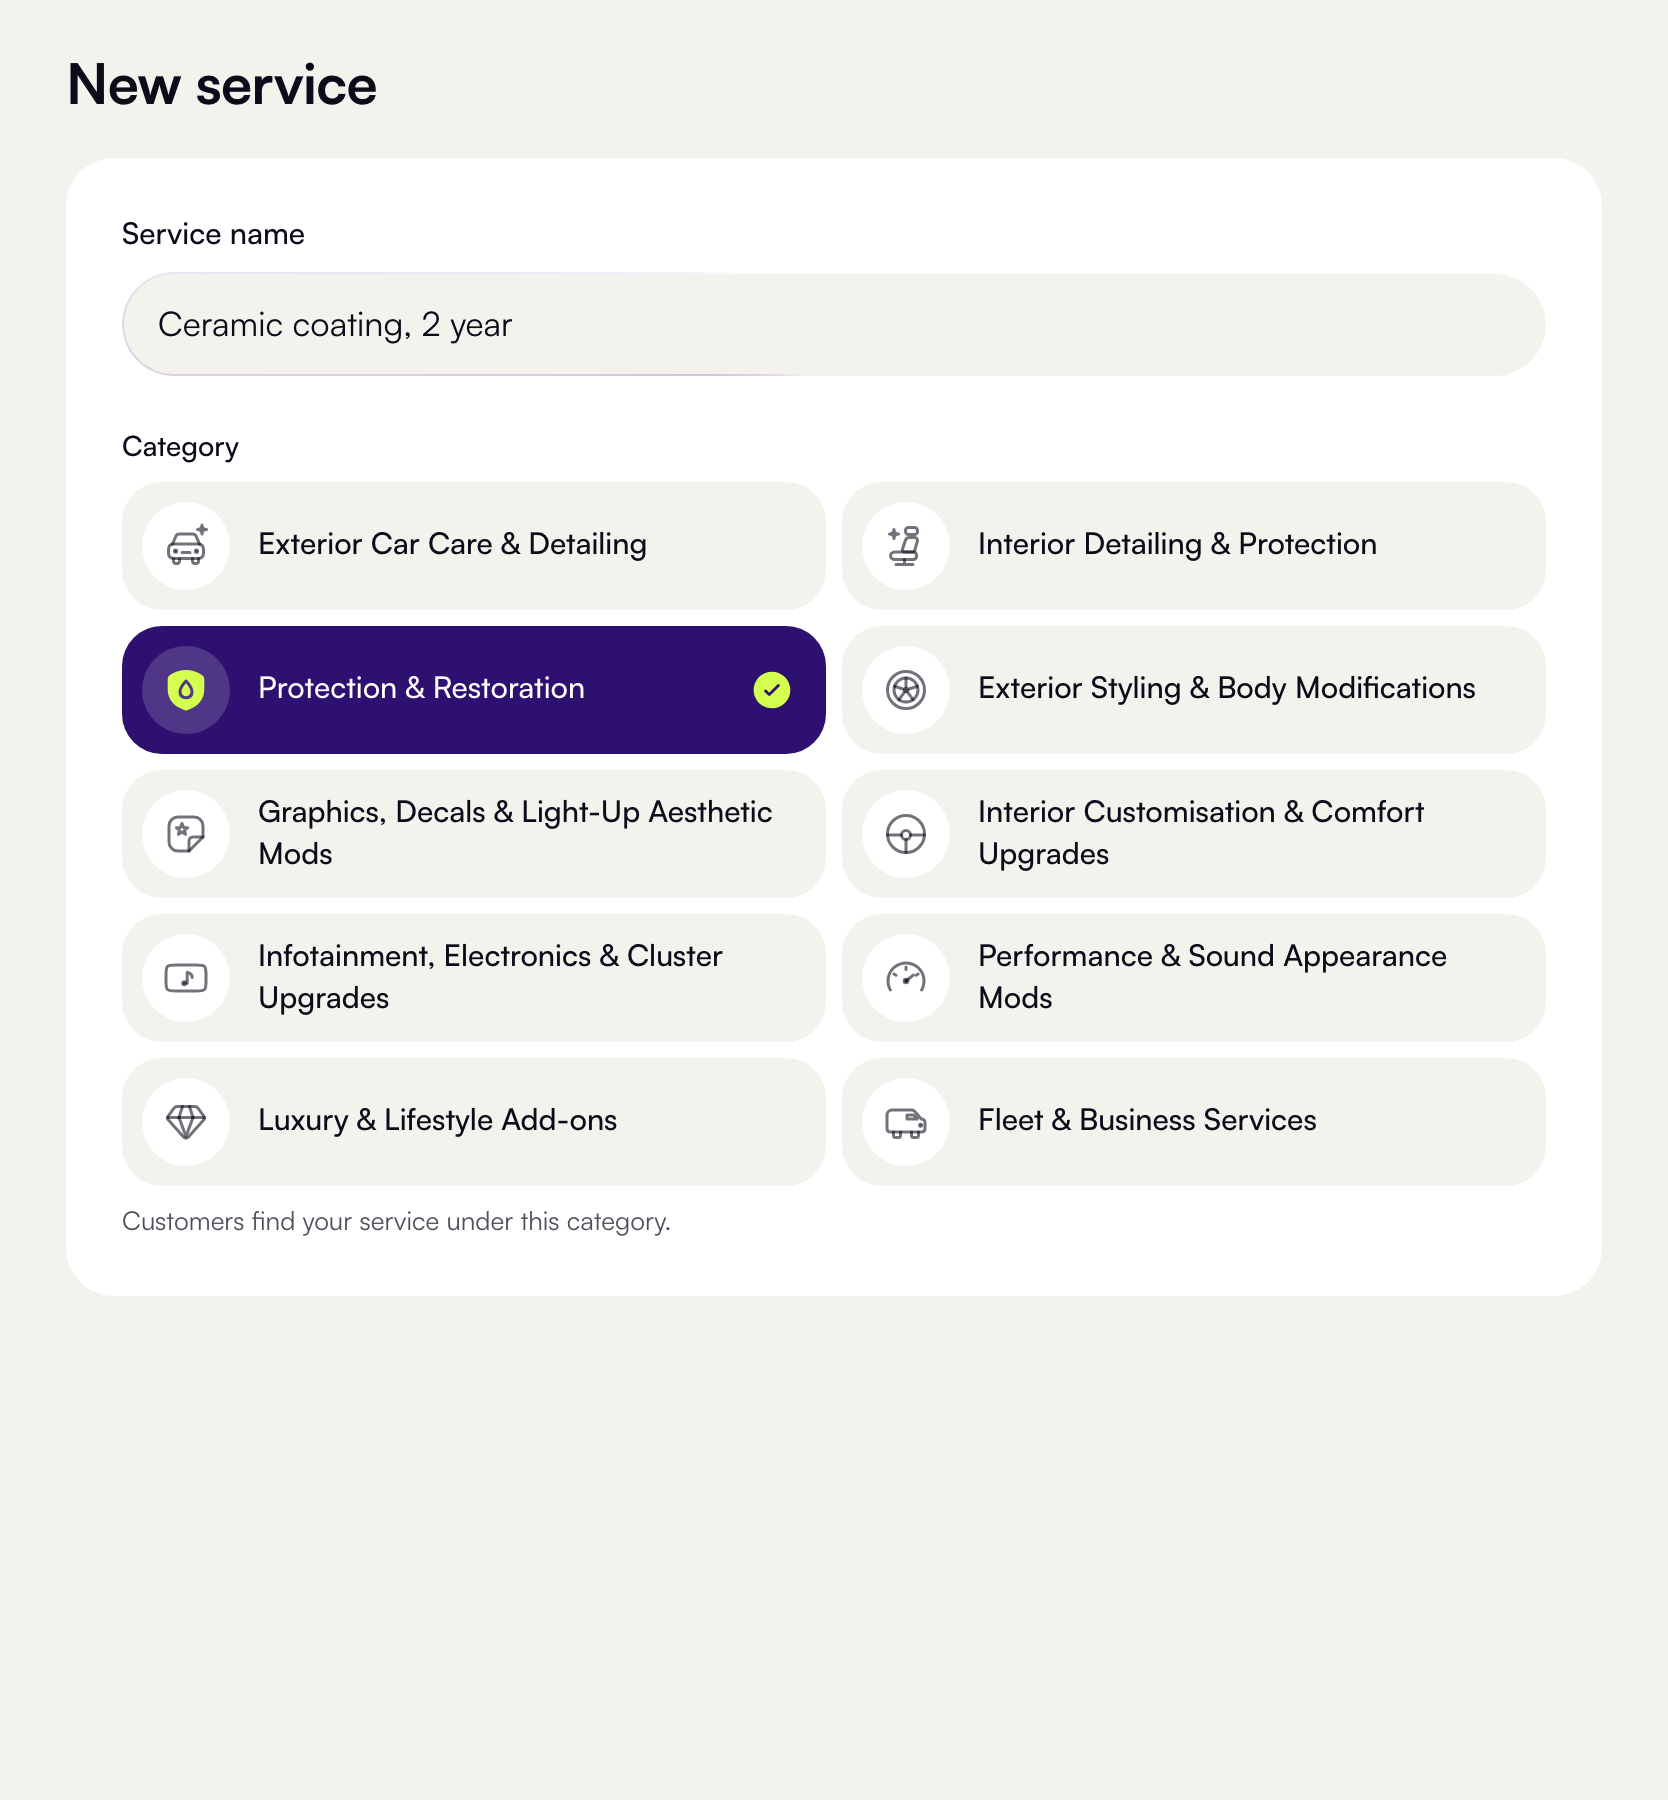 New service
Service name
Ceramic coating, 2 year
Category
Exterior Car Care & Detailing
Interior Detailing & Protection
Protection & Restoration
Exterior Styling & Body Modifications
Graphics, Decals & Light-Up Aesthetic
Mods
Interior Customisation & Comfort
Upgrades
Infotainment, Electronics & Cluster
Upgrades
Performance & Sound Appearance
Mods
Luxury & Lifestyle Add-ons
Fleet & Business Services
Customers find your service under this category.